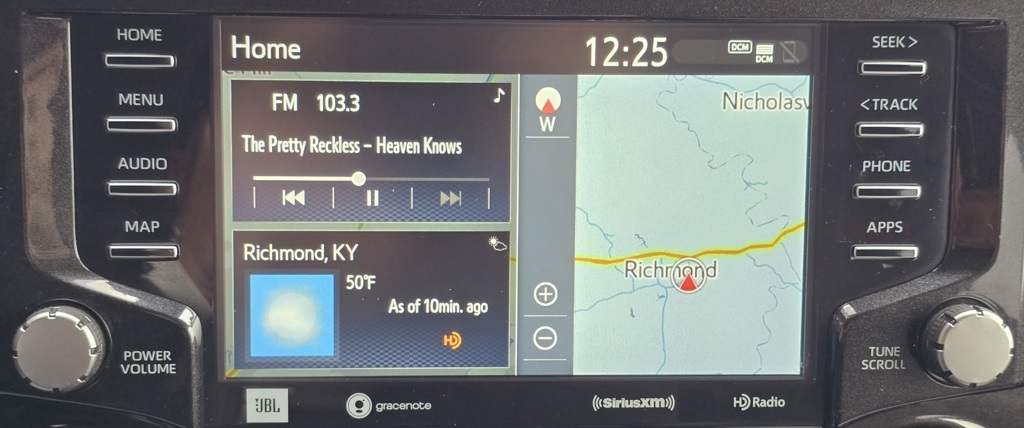 HOME
MENU
AUDIO
MAP
POWER
VOLUME
Home
12:25
DCM
DCM
FM 103.3
The Pretty Reckless – Heaven Knows
Richmond, KY
50°F
As of 10min. ago
HD
W
Nicholasv
Richmond
SEEK >
< TRACK
PHONE
APPS
TUNE
SCROLL
JBL
gracenote
((SiriusXM))
HD Radio